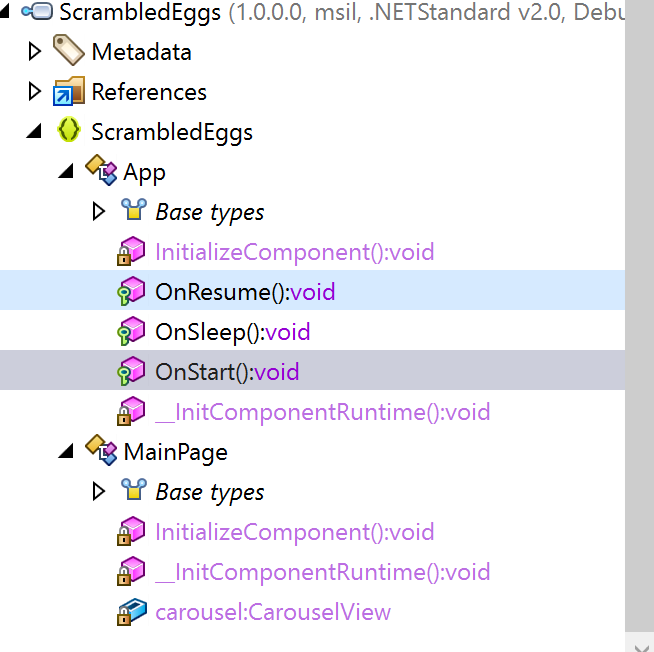 ScrambledEggs (1.0.0.0, msil, .NETStandard v2.0, Debu
Metadata
References
ScrambledEggs
App
Base types
InitializeComponent():void
OnResume():void
OnSleep():void
OnStart():void
__InitComponentRuntime():void
MainPage
Base types
InitializeComponent():void
__InitComponentRuntime():void
carousel:CarouselView